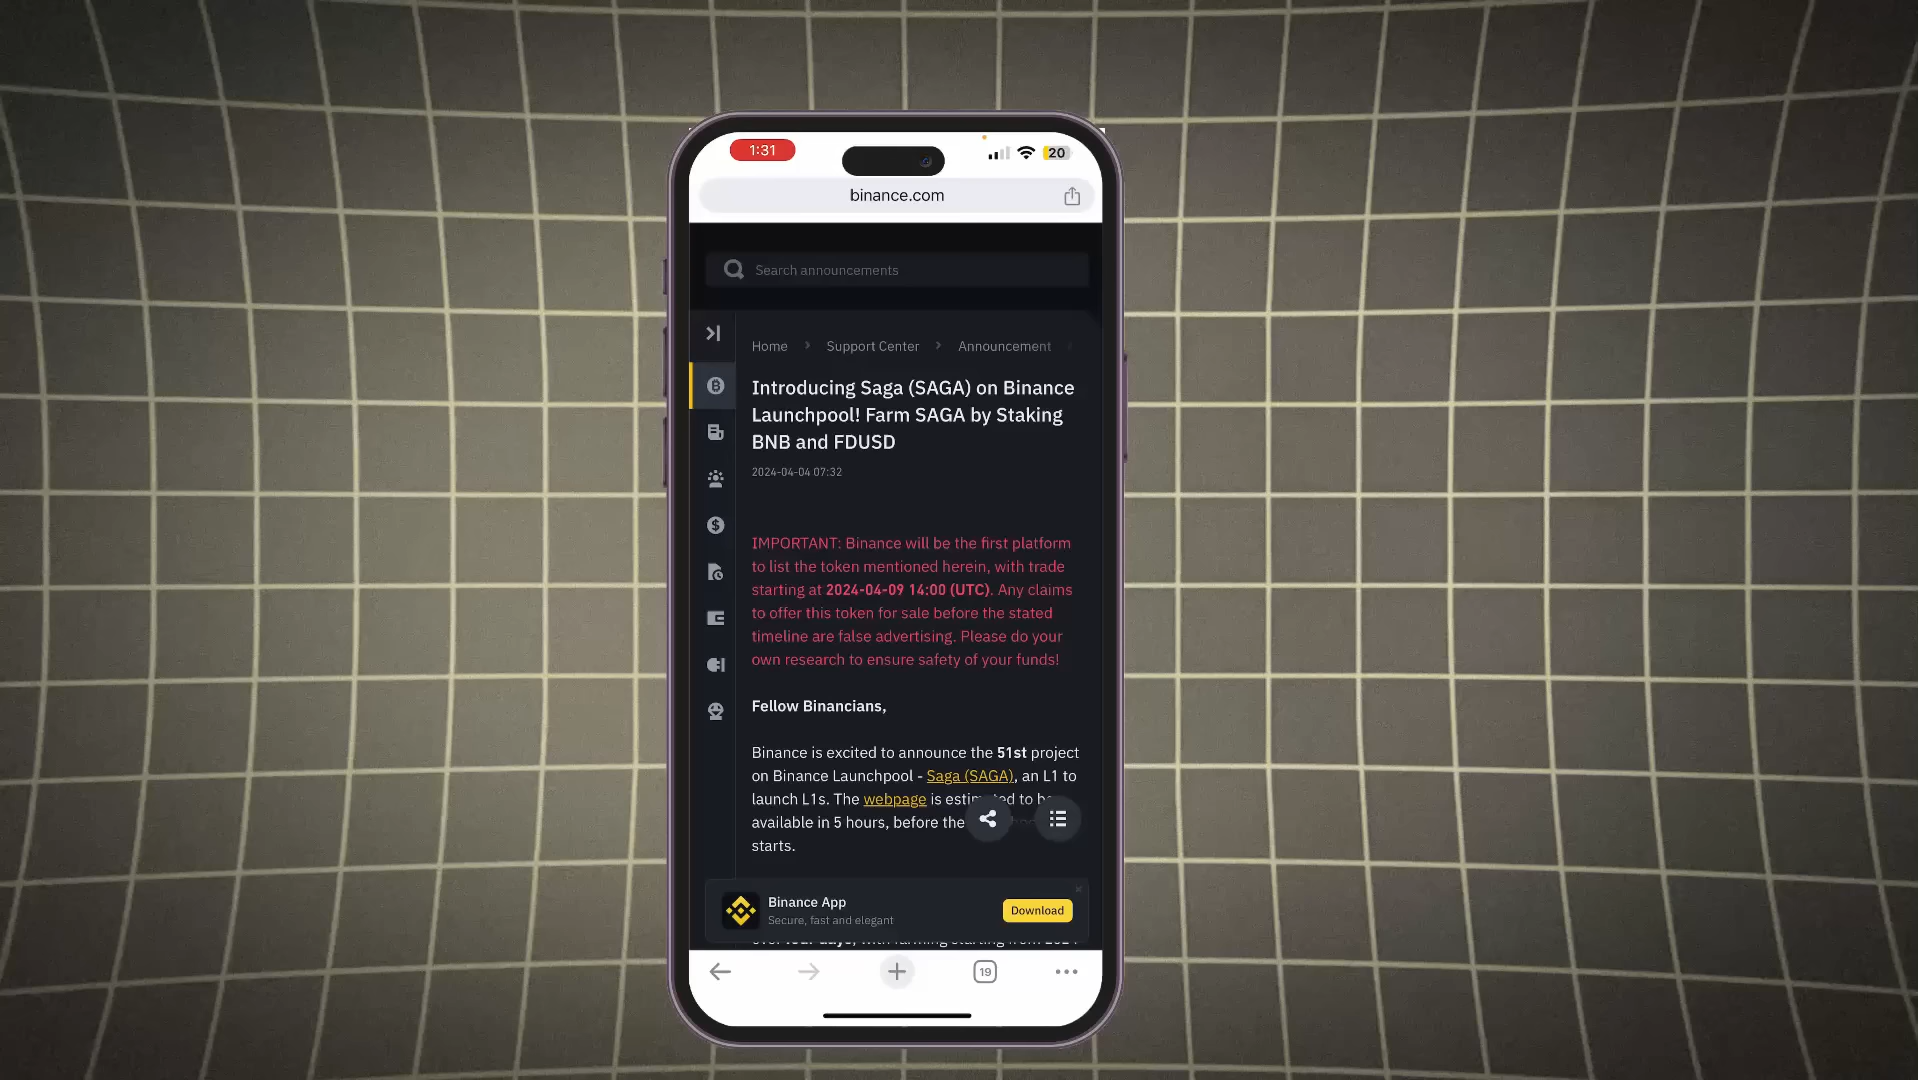 1:31
20
binance.com
Search announcements
Home
Support Center
Announcement
Introducing Saga (SAGA) on Binance
Launchpool! Farm SAGA by Staking
BNB and FDUSD
2024-04-04 07:32
IMPORTANT: Binance will be the first platform
to list the token mentioned herein, with trade
starting at 2024-04-09 14:00 (UTC). Any claims
to offer this token for sale before the stated
timeline are false advertising. Please do your
own research to ensure safety of your funds!
Fellow Binancians,
Binance is excited to announce the 51st project
on Binance Launchpool - Saga (SAGA), an L1 to
launch L1s. The webpage is to
available in 5 hours, before the
starts.
Binance App
Secure, fast and elegant
Download
19